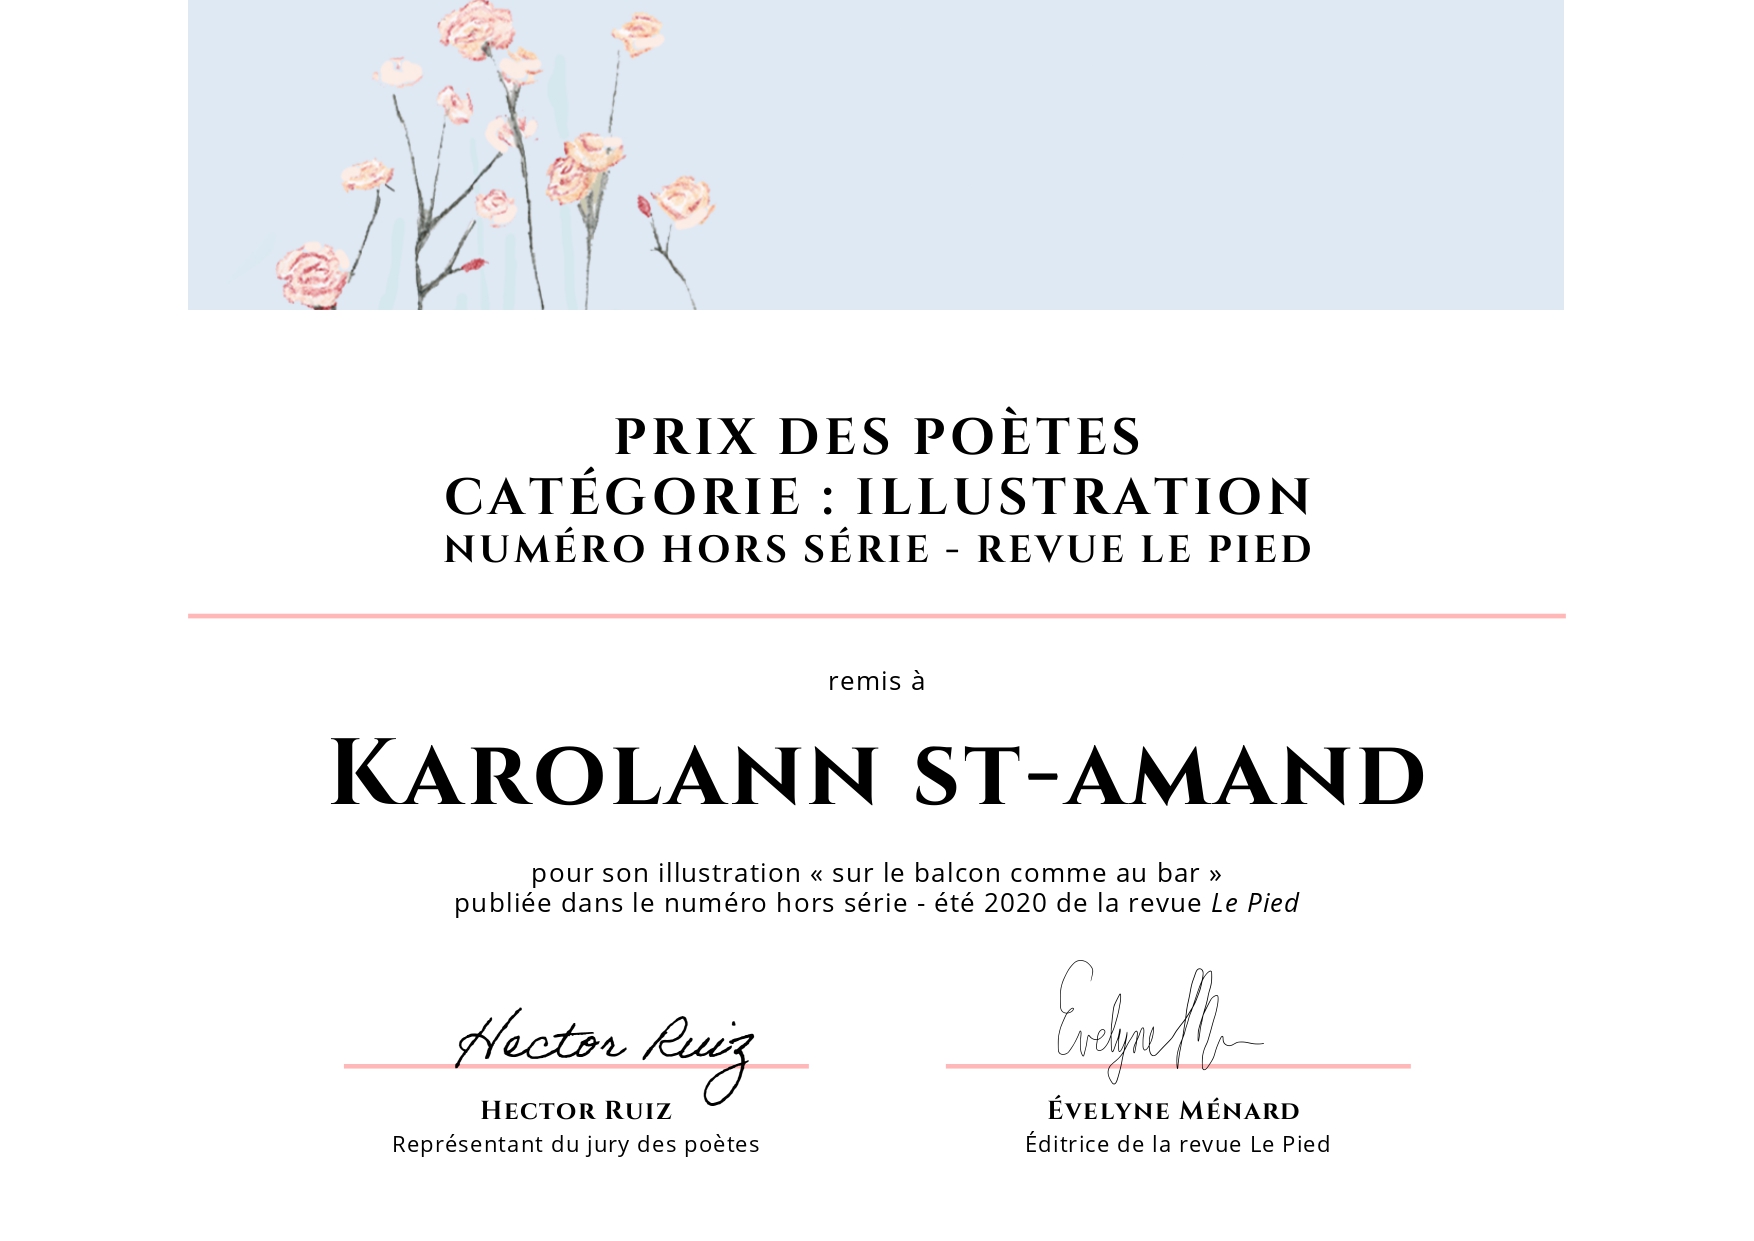 PRIX DES POÈTES
CATÉGORIE : ILLUSTRATION
NUMÉRO HORS SÉRIE - REVUE LE PIED
remis à
Karolann st-amand
pour son illustration « sur le balcon comme au bar »
publiée dans le numéro hors série - été 2020 de la revue Le Pied
Hector Ruiz
Evelyne M
Hector Ruiz
Évelyne Ménard
Représentant du jury des poètes
Éditrice de la revue Le Pied